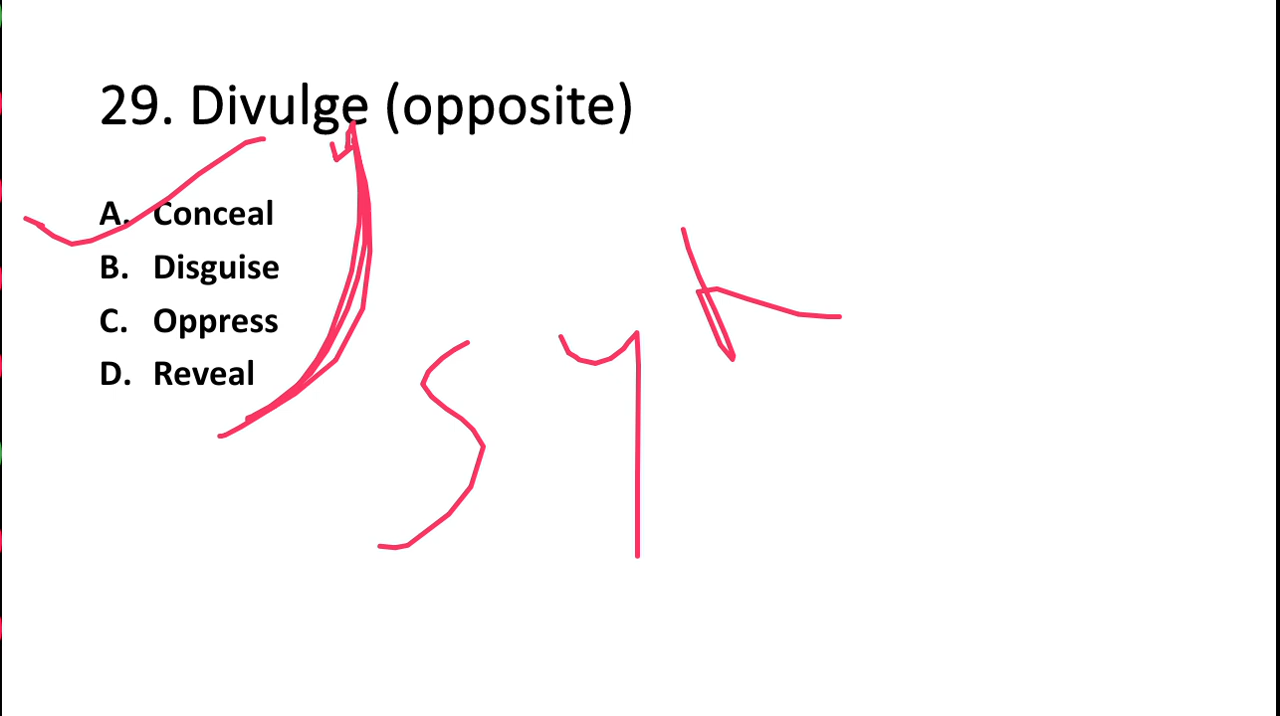 29. Divulge (opposite)
A. Conceal
B. Disguise
C. Oppress
D. Reveal